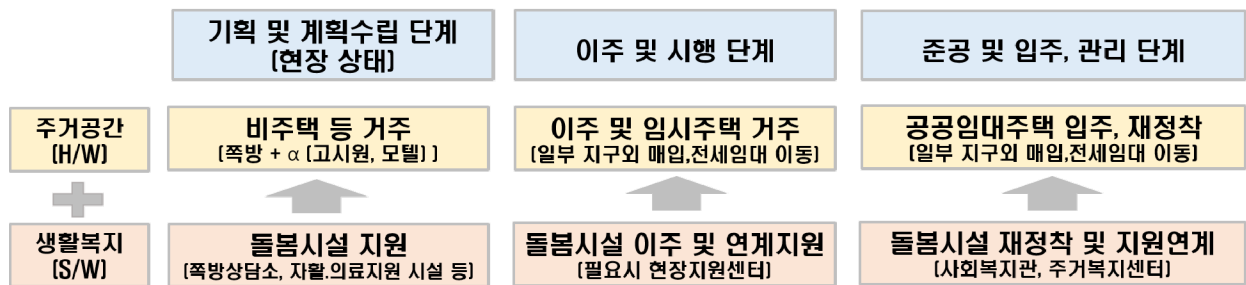 기획 및 계획수립 단계
(현장 상태)
이주 및 시행 단계
준공 및 입주, 관리 단계
주거공간
(H/W)
비주택 등 거주
(쪽방 + α (고시원, 모텔) )
이주 및 임시주택 거주
(일부 지구외 매입,전세임대 이동)
공공임대주택 입주, 재정착
(일부 지구외 매입,전세임대 이동)
생활복지
(S/W)
돌봄시설 지원
(쪽방상담소, 자활.의료지원 시설 등)
돌봄시설 이주 및 연계지원
(필요시 현장지원센터)
돌봄시설 재정착 및 지원연계
(사회복지관, 주거복지센터)